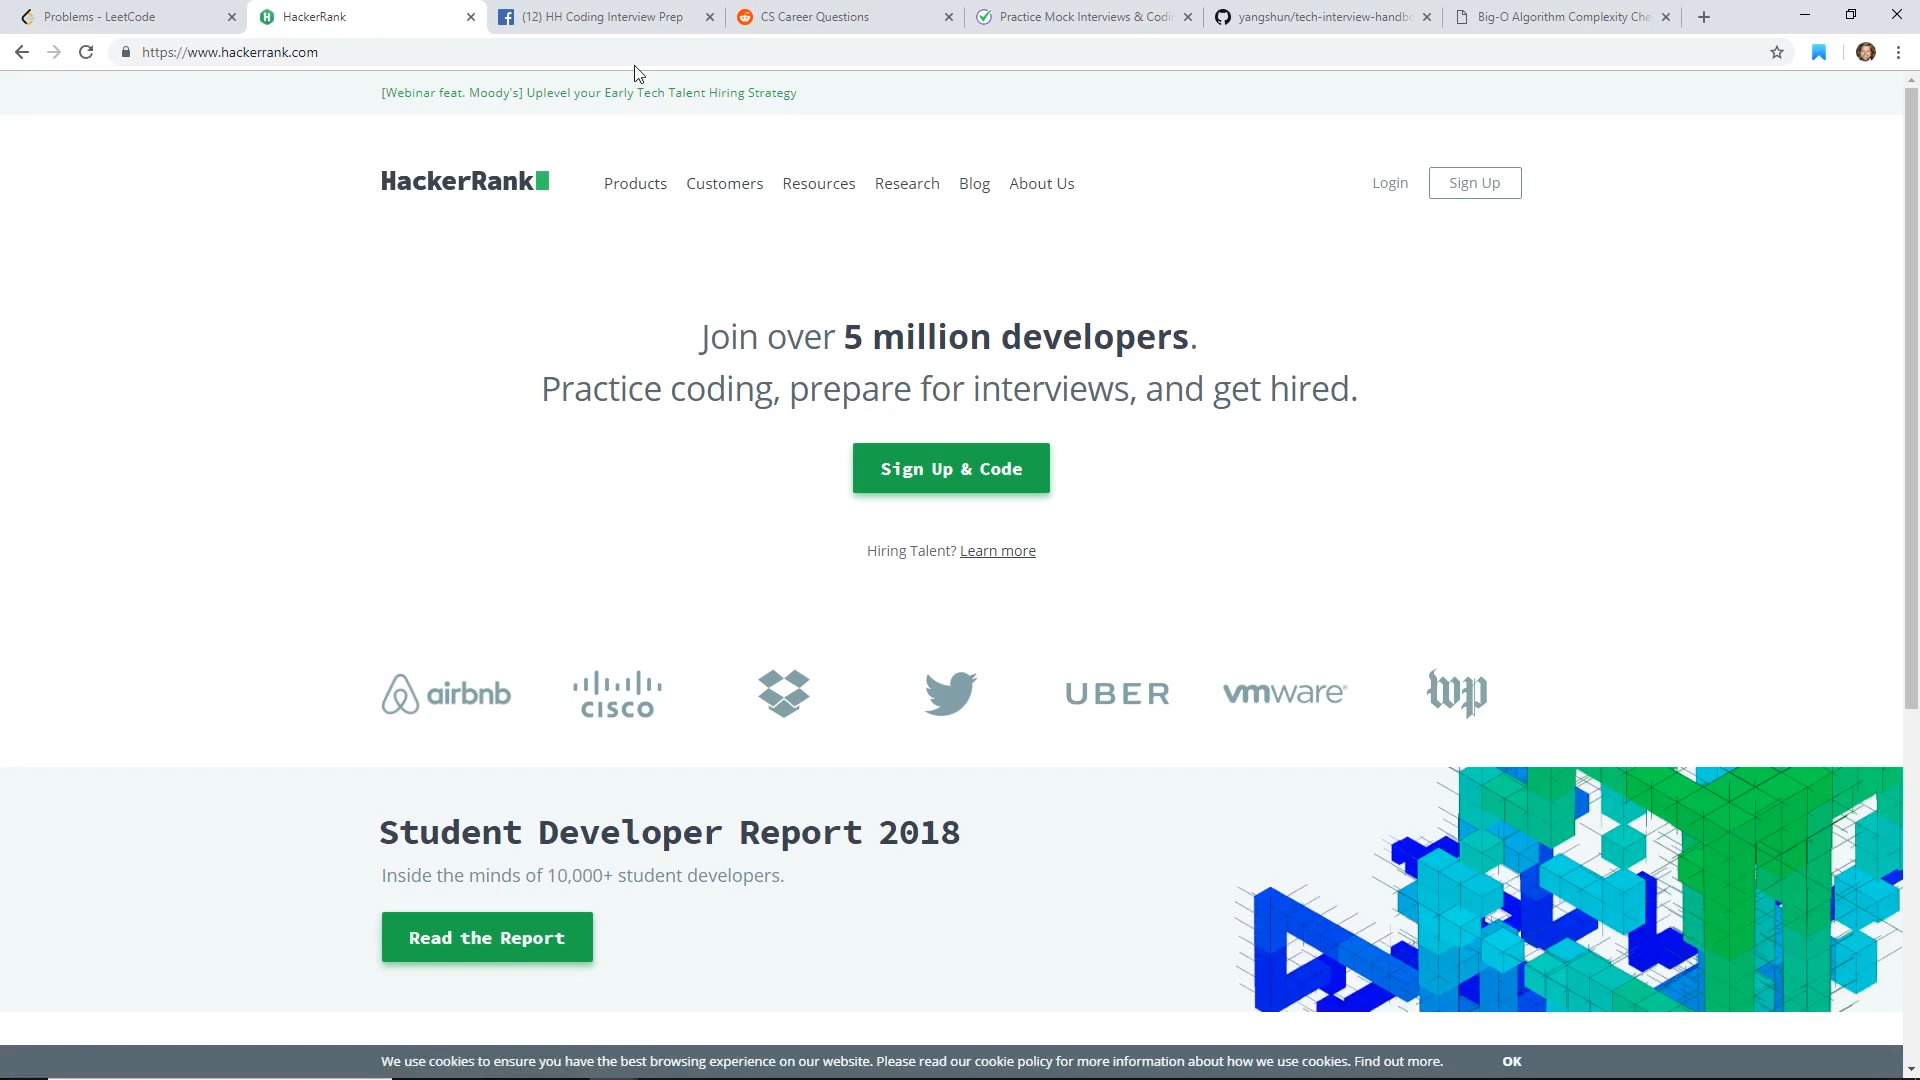 Problems - LeetCode
HackerRank
(12) HH Coding Interview Prep
CS Career Questions
Practice Mock Interviews & Codi
yangshun/tech-interview-handbo
Big-O Algorithm Complexity Che
https://www.hackerrank.com
[Webinar feat. Moody's] Uplevel your Early Tech Talent Hiring Strategy
HackerRank
Products Customers Resources Research Blog About Us
Login
Sign Up
Join over 5 million developers.
Practice coding, prepare for interviews, and get hired.
Sign Up & Code
Hiring Talent? Learn more
airbnb
CISCO
UBER
vmware
wp
Student Developer Report 2018
Inside the minds of 10,000+ student developers.
Read the Report
We use cookies to ensure you have the best browsing experience on our website. Please read our cookie policy for more information about how we use cookies. Find out more.
OK